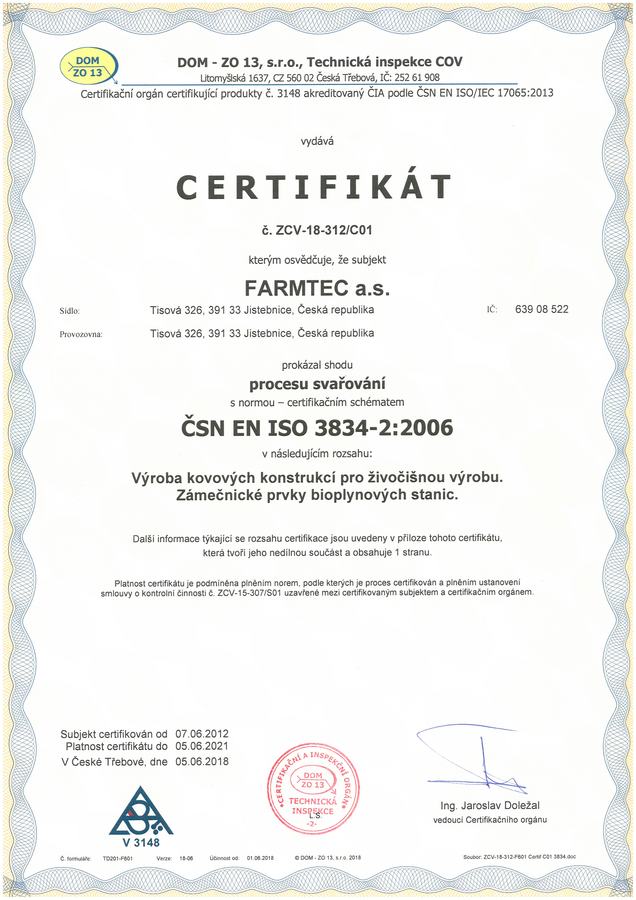 DOM
ZO 13
DOM - ZO 13, s.r.o., Technická inspekce COV
Litomyšlská 1637, CZ 560 02 Česká Třebová, IČ: 252 61 908
Certifikační orgán certifikující produkty č. 3148 akreditovaný ČIA podle ČSN EN ISO/IEC 17065:2013
vydává
CERTIFIKÁT
č. ZCV-18-312/C01
kterým osvědčuje, že subjekt
FARMTEC a.s.
Sídlo: Tisová 326, 391 33 Jistebnice, Česká republika IČ: 639 08 522
Provozovna: Tisová 326, 391 33 Jistebnice, Česká republika
prokázal shodu
procesu svařování
s normou – certifikačním schématem
ČSN EN ISO 3834-2:2006
v následujícím rozsahu:
Výroba kovových konstrukcí pro živočišnou výrobu.
Zámečnické prvky bioplynových stanic.
Další informace týkající se rozsahu certifikace jsou uvedeny v příloze tohoto certifikátu,
která tvoří jeho nedílnou součást a obsahuje 1 stranu.
Platnost certifikátu je podmíněna plněním norem, podle kterých je proces certifikován a plněním ustanovení
smlouvy o kontrolní činnosti č. ZCV-15-307/S01 uzavřené mezi certifikovaným subjektem a certifikačním orgánem.
Subjekt certifikován od 07.06.2012
Platnost certifikátu do 05.06.2021
V České Třebové, dne 05.06.2018
CERTIFIKAČNÍ A INSPEKČNÍ ORGÁN
DOM
ZO 13
TECHNICKÁ
INSPEKCE
L.S.
-2-
Ing. Jaroslav Doležal
vedoucí Certifikačního orgánu
V 3148
Č. formuláře: TD201-F601 Verze: 18-06 Účinnost od: 01.06.2018 © DOM - ZO 13, s.r.o. 2018 Soubor: ZCV-18-312-F601 Certif C01 3834.doc